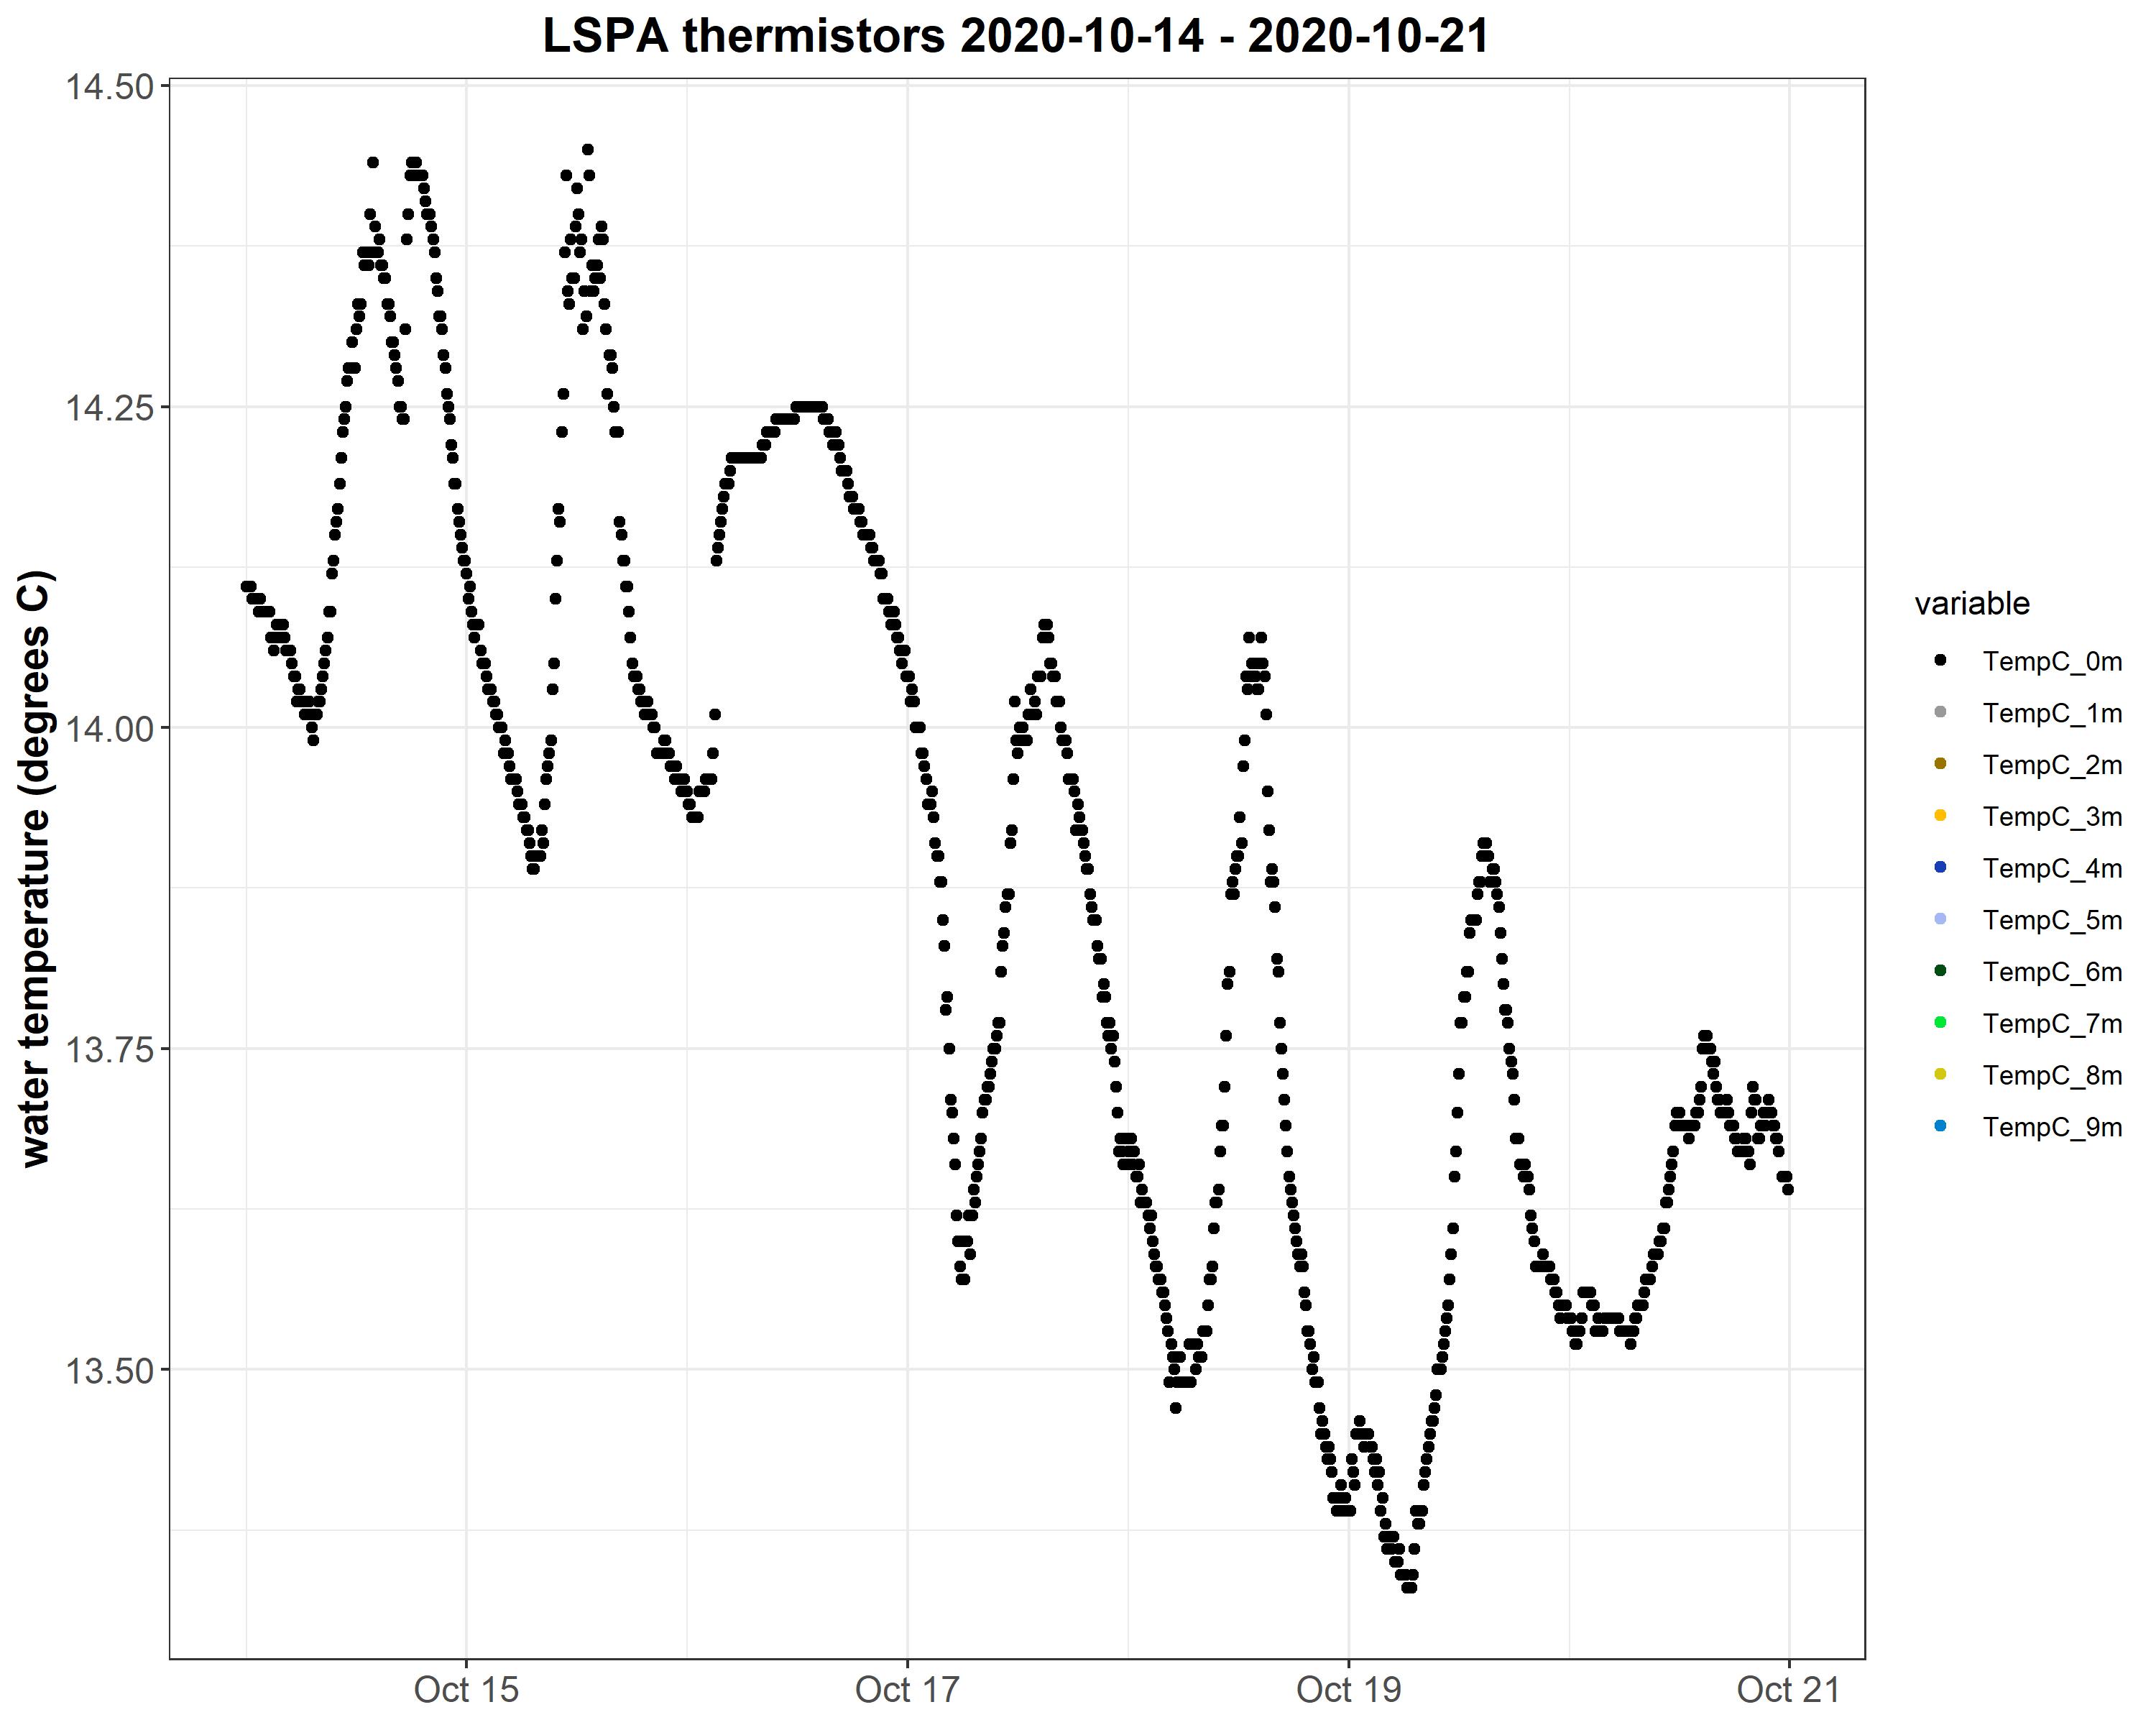 LSPA thermistors 2020-10-14 - 2020-10-21
water temperature (degrees C)
14.50
14.25
14.00
13.75
13.50
Oct 15
Oct 17
Oct 19
Oct 21
variable
TempC_0m
TempC_1m
TempC_2m
TempC_3m
TempC_4m
TempC_5m
TempC_6m
TempC_7m
TempC_8m
TempC_9m